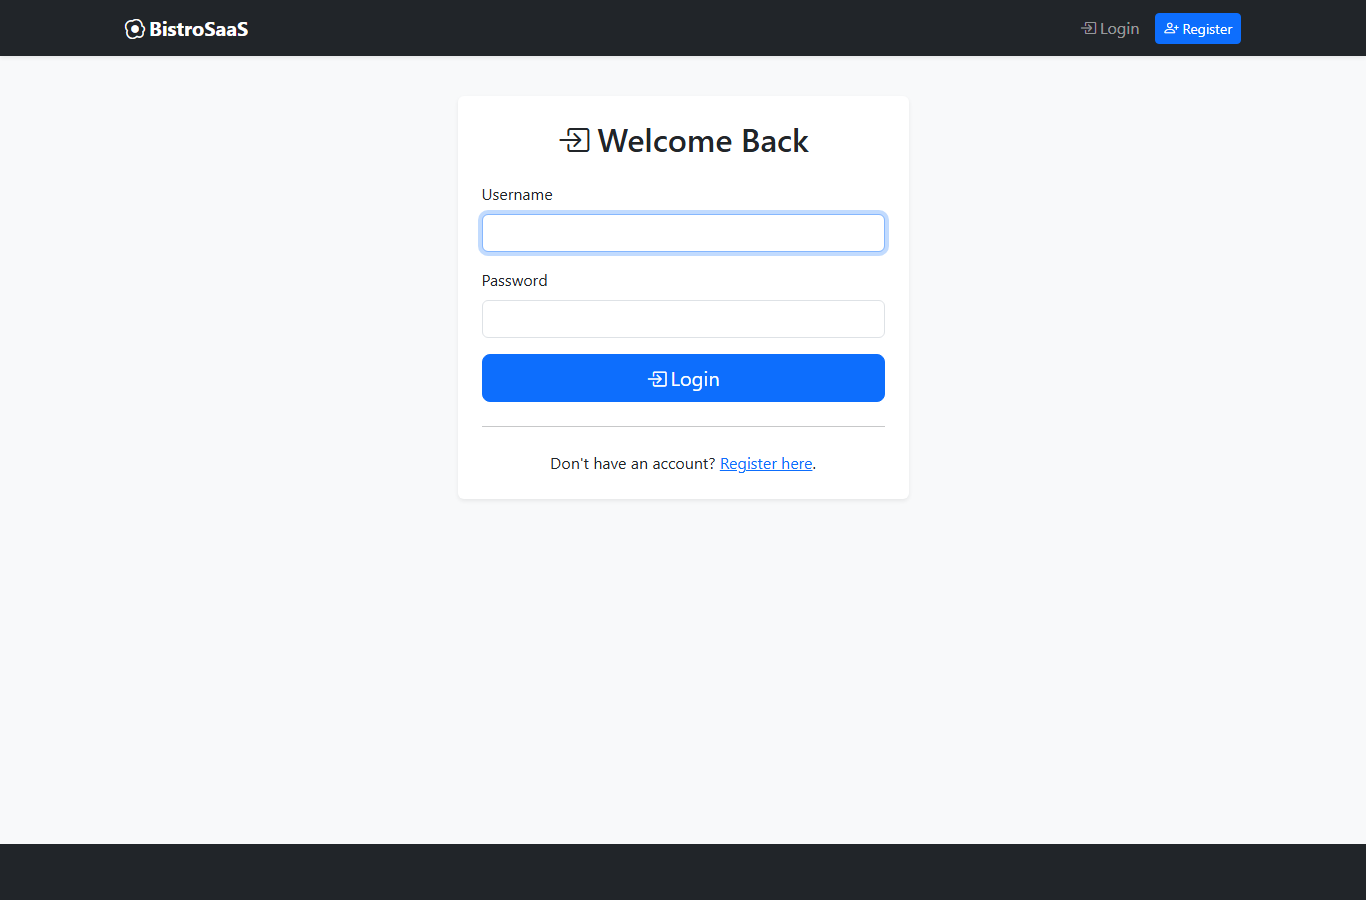 BistroSaaS
Login
Register
Welcome Back
Username
Password
Login
Don't have an account? Register here.